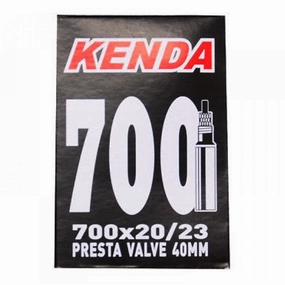 KENDA
700
700x20/23
PRESTA VALVE 40MM